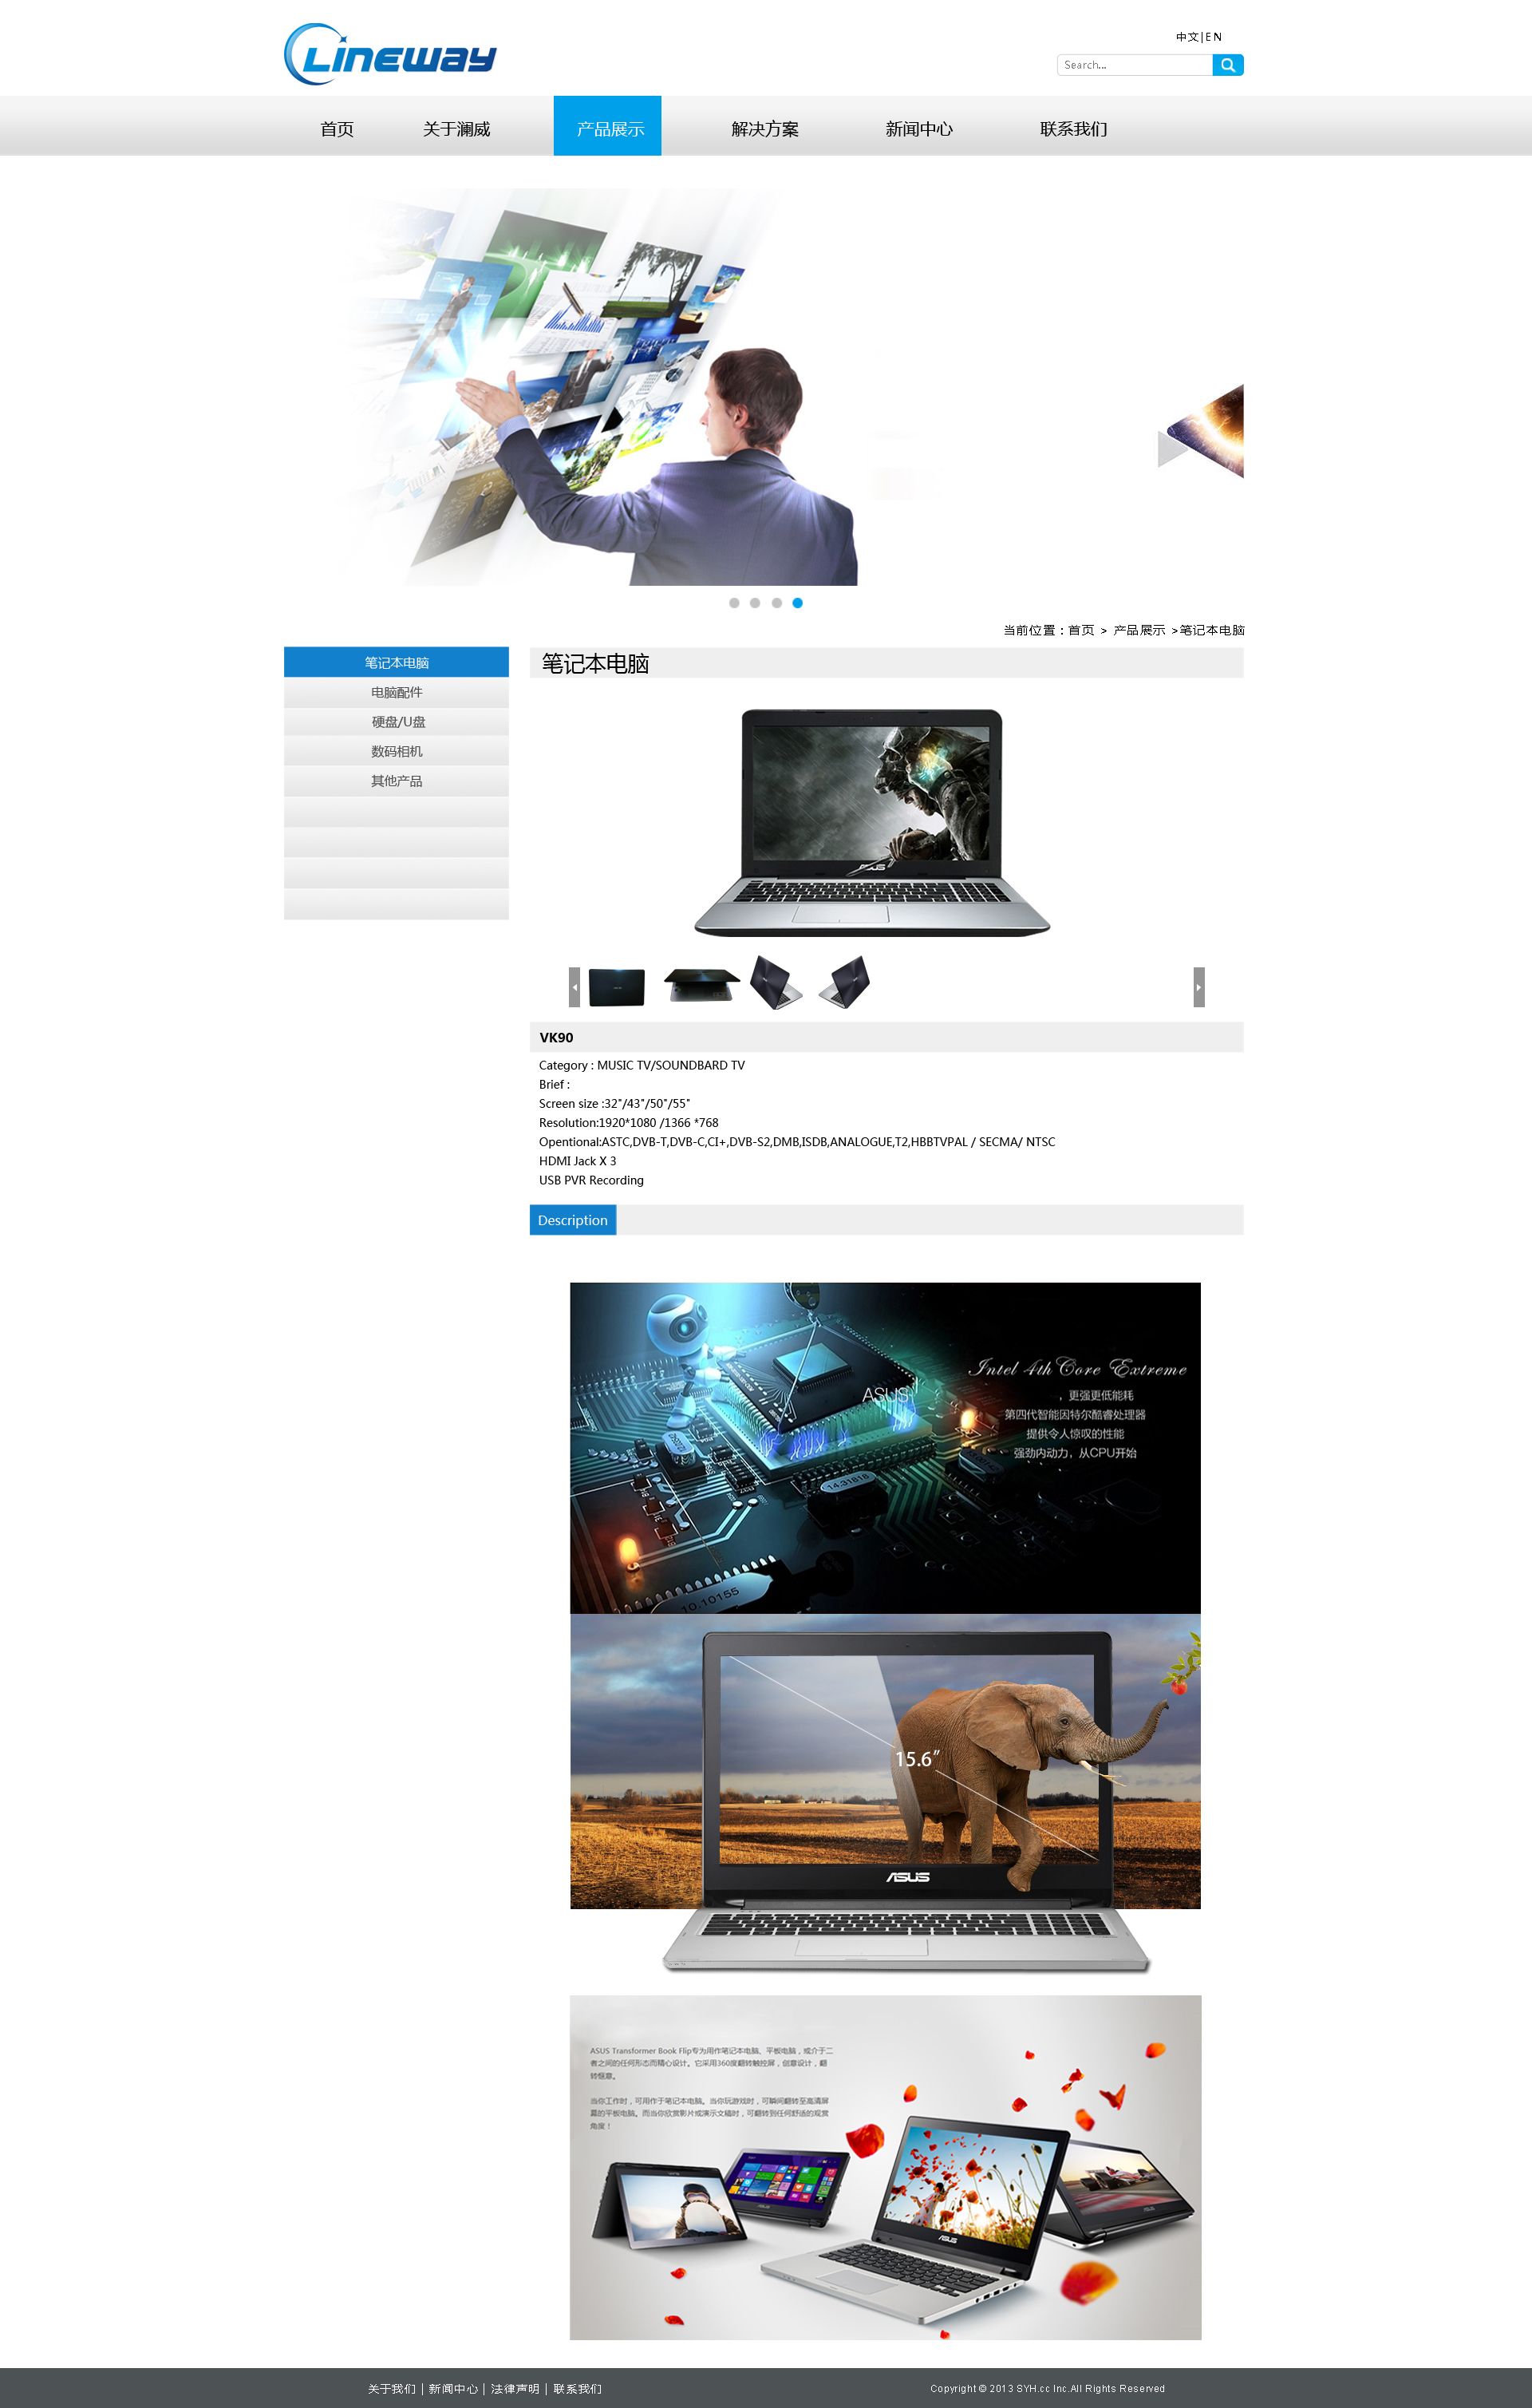 Lineway
中文|EN
Search...
首页 关于澜威 产品展示 解决方案 新闻中心 联系我们
当前位置：首页 > 产品展示 >笔记本电脑
笔记本电脑
电脑配件
硬盘/U盘
数码相机
其他产品
笔记本电脑
ASUS
VK90
Category : MUSIC TV/SOUNDBARD TV
Brief :
Screen size :32"/43"/50"/55"
Resolution:1920*1080 /1366 *768
Opentional:ASTC,DVB-T,DVB-C,CI+,DVB-S2,DMB,ISDB,ANALOGUE,T2,HBBTVPAL / SECMA/ NTSC
HDMI Jack X 3
USB PVR Recording
Description
Intel 4th Core Extreme
ASUS
，更强更低能耗
第四代智能因特尔酷睿处理器
提供令人惊叹的性能
强劲内动力，从CPU开始
14.31818
10.10155
15.6”
ASUS
ASUS Transformer Book Flip专为用作笔记本电脑、平板电脑，或介于二
者之间的任何形态而精心设计。它采用360度翻转触控屏，创意设计，翻
转惬意。
当你工作时，可用作于笔记本电脑。当你玩游戏时，可瞬间翻转至高清屏
幕的平板电脑。而当你欣赏影片或演示文稿时，可翻转到任何舒适的观赏
角度！
ASUS
关于我们 | 新闻中心 | 法律声明 | 联系我们
Copyright © 2013 SYH.cc Inc.All Rights Reserved